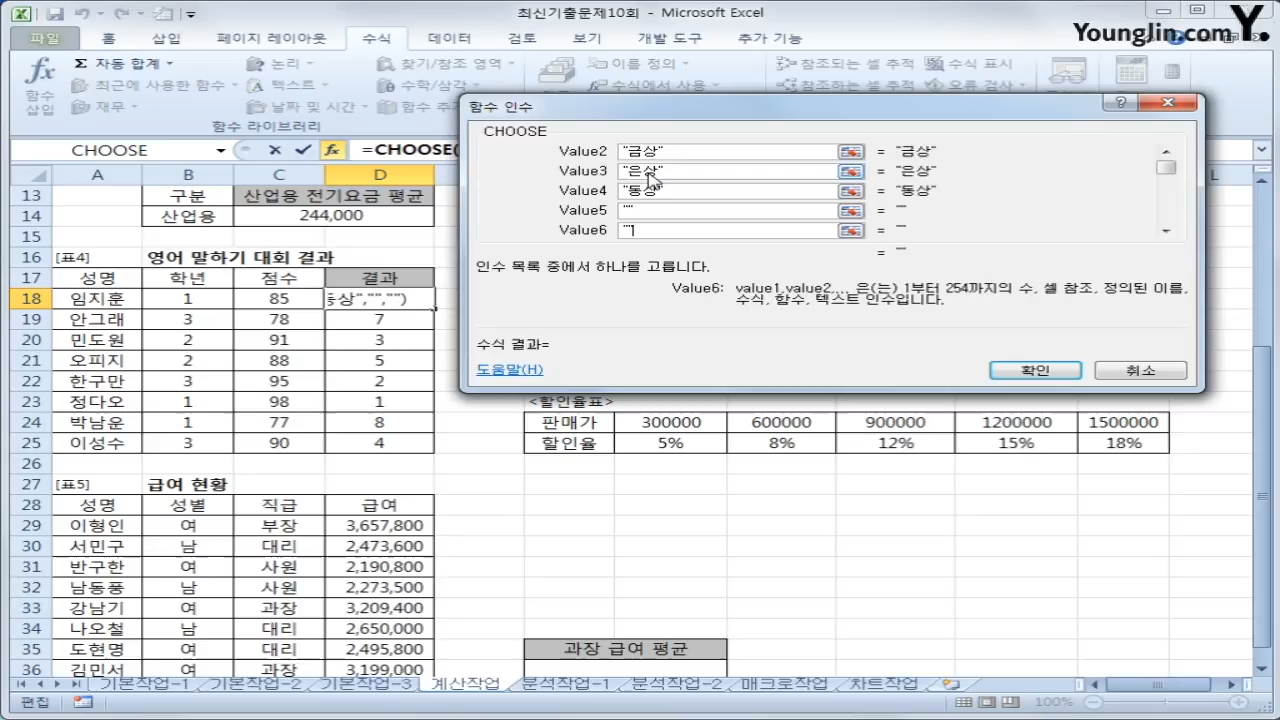 최신기출문제10회 - Microsoft Excel
YoungJin.com Y.
파일 홈 삽입 페이지 레이아웃 수식 데이터 검토 보기 개발 도구 추가 기능
fx 함수 삽입
Σ 자동 합계 논리 찾기/참조 영역 이름 정의 참조되는 셀 추적 수식 표시
최근에 사용한 함수 텍스트 수학/삼각 수식에서 사용 참조하는 셀 추적 오류 검사
재무 날짜 및 시간 함수 추가
함수 라이브러리
CHOOSE fx =CHOOSE(
A B C D L
13 구분 산업용 전기요금 평균
14 산업용 244,000
15
16 [표4] 영어 말하기 대회 결과
17 성명 학년 점수 결과
18 임지훈 1 85 동상","","")
19 안그래 3 78 7
20 민도원 2 91 3
21 오피지 2 88 5
22 한구만 3 95 2
23 정다오 1 98 1 <할인율표>
24 박남운 1 77 8 판매가 300000 600000 900000 1200000 1500000
25 이성수 3 90 4 할인율 5% 8% 12% 15% 18%
26
27 [표5] 급여 현황
28 성명 성별 직급 급여
29 이형인 여 부장 3,657,800
30 서민구 남 대리 2,473,600
31 반구한 여 사원 2,190,800
32 남동풍 남 사원 2,273,500
33 강남기 여 과장 3,209,400
34 나오철 남 대리 2,650,000
35 도현명 여 대리 2,495,800 과장 급여 평균
36 김민서 여 과장 3,199,000
기본작업-1 기본작업-2 기본작업-3 계산작업 분석작업-1 분석작업-2 매크로작업 차트작업
편집 100%
함수 인수
CHOOSE
Value2 "금상" = "금상"
Value3 "은상" = "은상"
Value4 "동상" = "동상"
Value5 "" = ""
Value6 "" = ""
= ""
인수 목록 중에서 하나를 고릅니다.
Value6: value1,value2,... 은(는) 1부터 254까지의 수, 셀 참조, 정의된 이름,
수식, 함수, 텍스트 인수입니다.
수식 결과=
도움말(H) 확인 취소